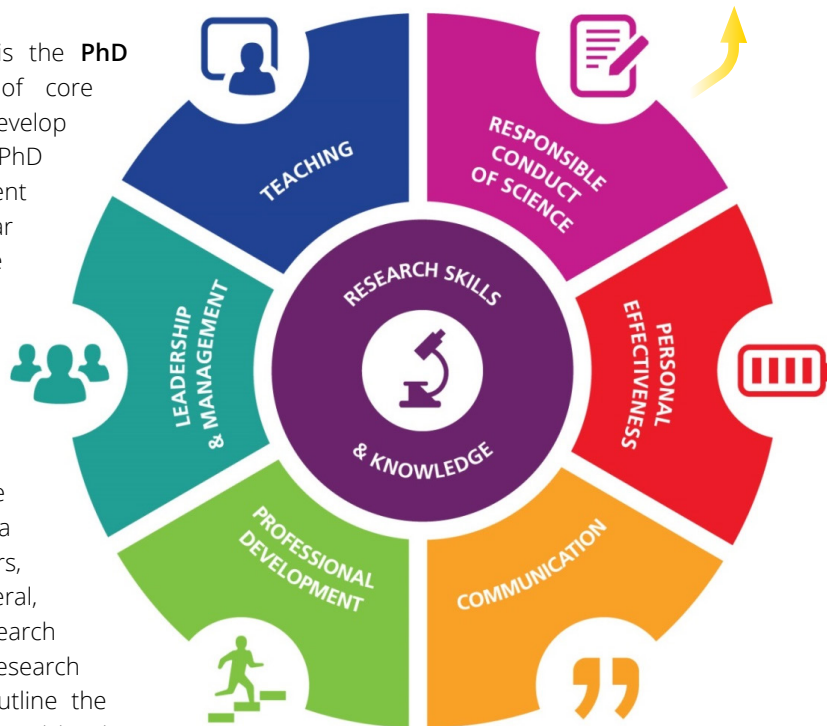 is the PhD
of core
evelop
PhD
ent
ar
e
e
a
rs,
eral,
earch
esearch
utline the
TEACHING
RESPONSIBLE
CONDUCT
OF SCIENCE
PERSONAL
EFFECTIVENESS
COMMUNICATION
PROFESSIONAL
DEVELOPMENT
LEADERSHIP
& MANAGEMENT
RESEARCH SKILLS
& KNOWLEDGE